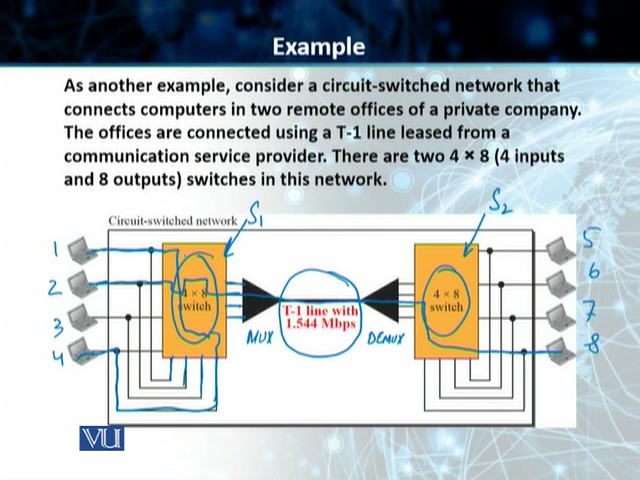 Example
As another example, consider a circuit-switched network that
connects computers in two remote offices of a private company.
The offices are connected using a T-1 line leased from a
communication service provider. There are two 4 × 8 (4 inputs
and 8 outputs) switches in this network.
Circuit-switched network
S1
S2
1
2
3
4
4 × 8
switch
MUX
T-1 line with
1.544 Mbps
DEMUX
4 × 8
switch
5
6
7
8
VU